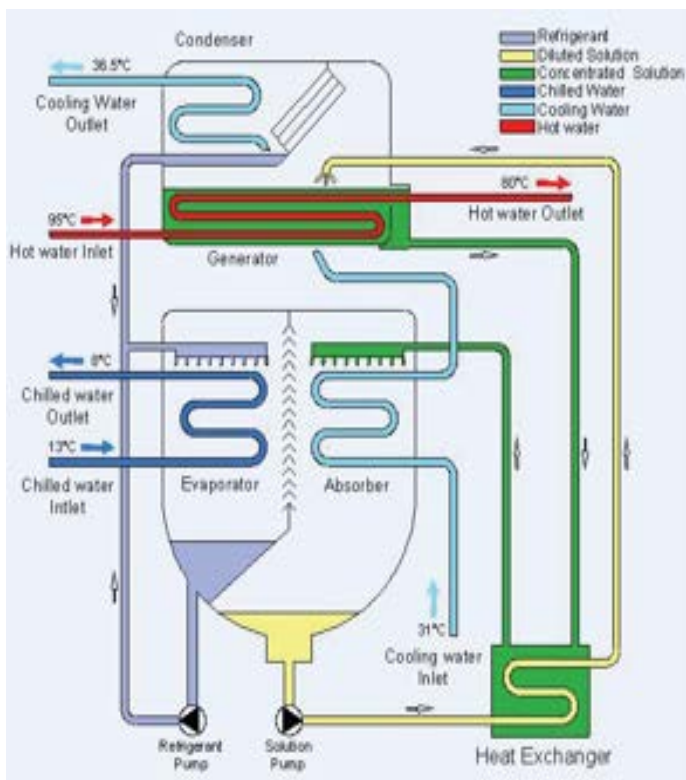 Condenser
Refrigerant
Diluted Solution
Concentrated Solution
Chilled Water
Cooling Water
Hot water
36.5°C
Cooling Water
Outlet
80°C
Hot water Outlet
95°C
Hot water Inlet
Generator
8°C
Chilled water
Outlet
13°C
Chilled water
Intlet
Evaporator
Absorber
31°C
Cooling water
Inlet
Refrigerant
Pump
Solution
Pump
Heat Exchanger